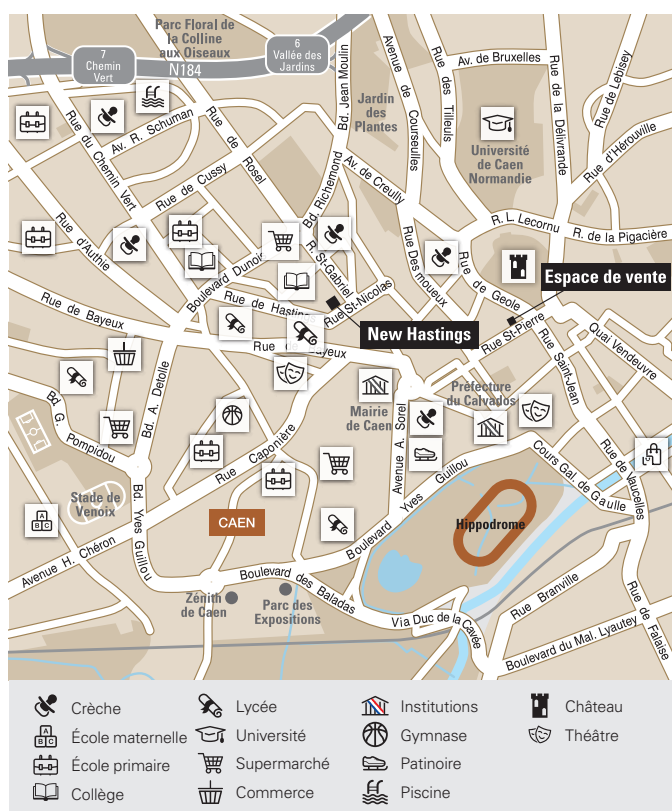 Parc Floral de
la Colline
aux Oiseaux
6
Vallée des
Jardins
7
Chemin
Vert
N184
Bd. Jean Moulin
Avenue de Courseulles
Rue des Tilleuls
Av. de Bruxelles
Rue de la Délivrande
Rue de Lébisey
Rue d'Hérouville
Jardin
des
Plantes
Université
de Caen
Normandie
Av. R. Schuman
Rue du Chemin Vert
Rue de Rosel
Rue de Cussy
Bd. Richemond
Av. de Creully
R. L. Lecornu
R. de la Pigacière
Rue d'Authie
Boulevard Dunois
R. St-Gabriel
Rue Des moueux
Rue de Geole
Espace de vente
Rue de Hastings
Rue St-Nicolas
Rue de Bayeux
New Hastings
Rue St-Pierre
Quai Vendeuvre
Rue de Bayeux
Rue Saint-Jean
Bd. G. Pompidou
Bd. A. Detolle
Mairie
de Caen
Préfecture
du Calvados
Avenue A. Sorel
Rue Caponière
Cours Gal. de Gaulle
Rue de Vaucelles
Stade de
Venoix
A
B C
CAEN
Hippodrome
Boulevard Yves Guillou
Bd. Yves Guillou
Avenue H. Chéron
Boulevard des Baladas
Zénith
de Caen
Parc des
Expositions
Via Duc de la Cavée
Rue Branville
Boulevard du Mal. Lyautey
Rue de Falaise
Crèche
Lycée
Institutions
Château
A
B C
École maternelle
Université
Gymnase
Théâtre
École primaire
Supermarché
Patinoire
Collège
Commerce
Piscine